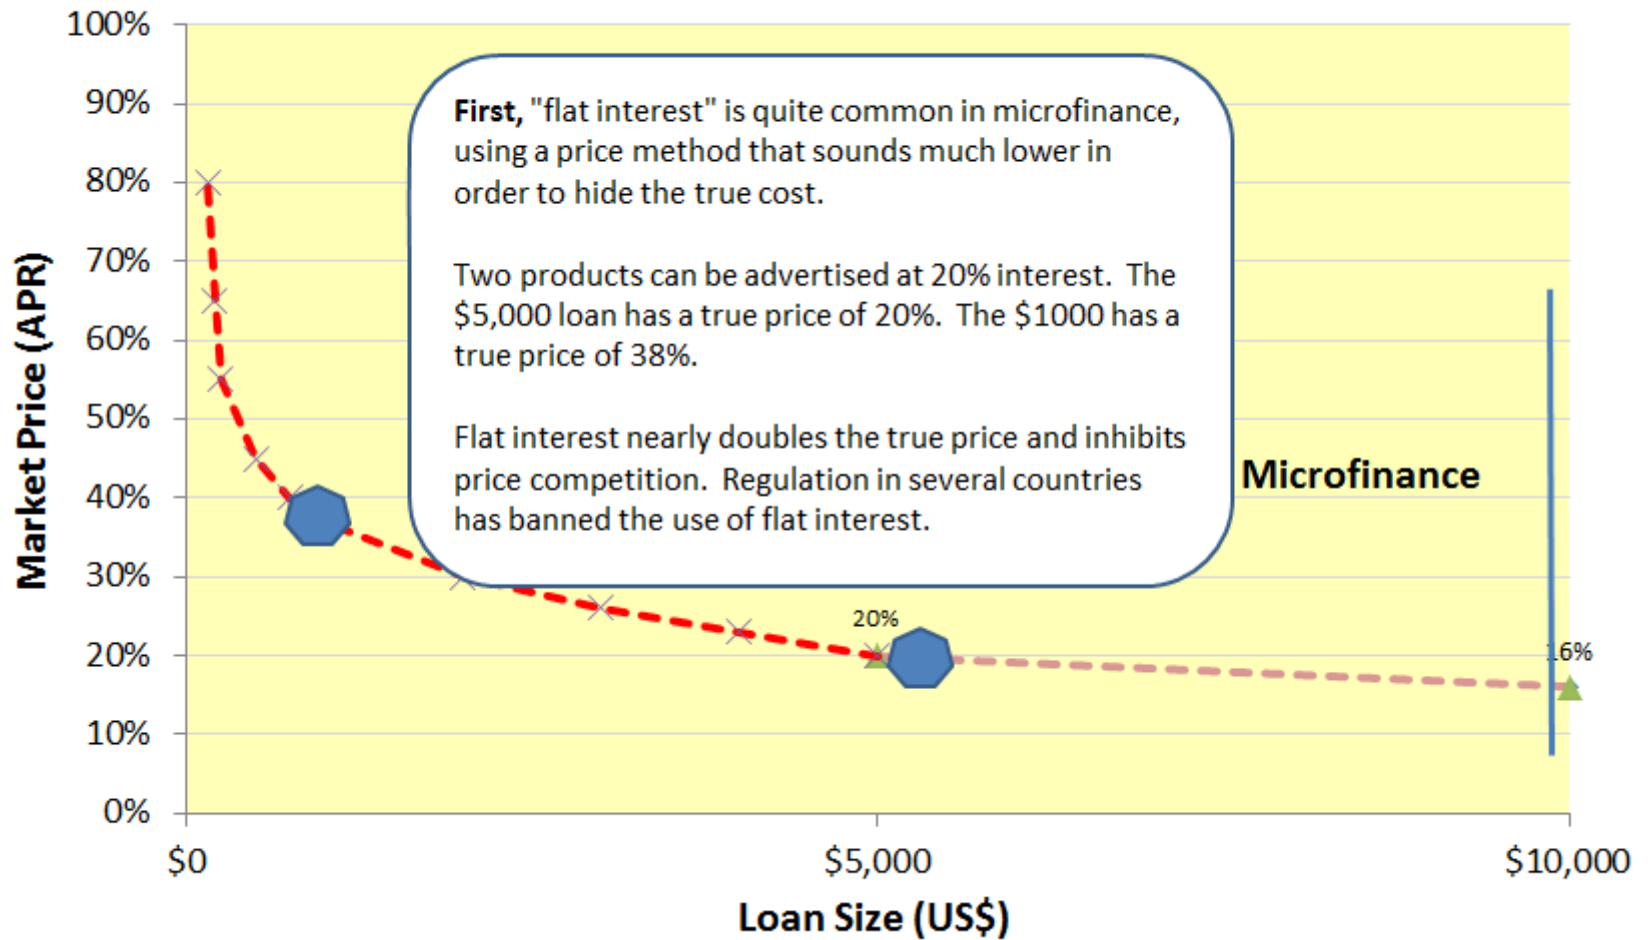 100%
90%
80%
70%
60%
50%
40%
30%
20%
10%
0%
Market Price (APR)
First, "flat interest" is quite common in microfinance,
using a price method that sounds much lower in
order to hide the true cost.
Two products can be advertised at 20% interest.  The
$5,000 loan has a true price of 20%.  The $1000 has a
true price of 38%.
Flat interest nearly doubles the true price and inhibits
price competition.  Regulation in several countries
has banned the use of flat interest.
Microfinance
20%
16%
$0
$5,000
$10,000
Loan Size (US$)